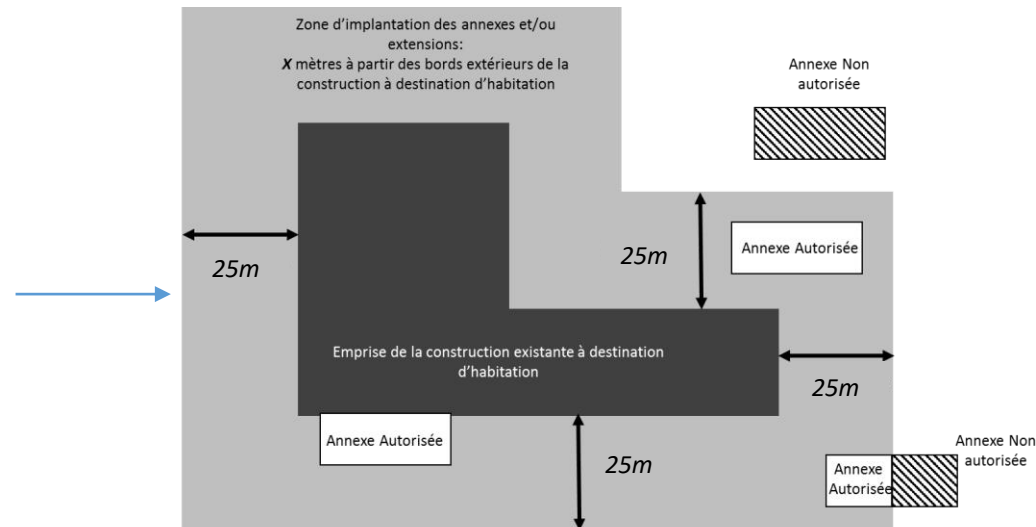 Zone d’implantation des annexes et/ou
extensions:
X mètres à partir des bords extérieurs de la
construction à destination d’habitation
Annexe Non
autorisée
25m
25m
Annexe Autorisée
Emprise de la construction existante à destination
d’habitation
25m
Annexe Autorisée
25m
Annexe Non
autorisée
Annexe
Autorisée